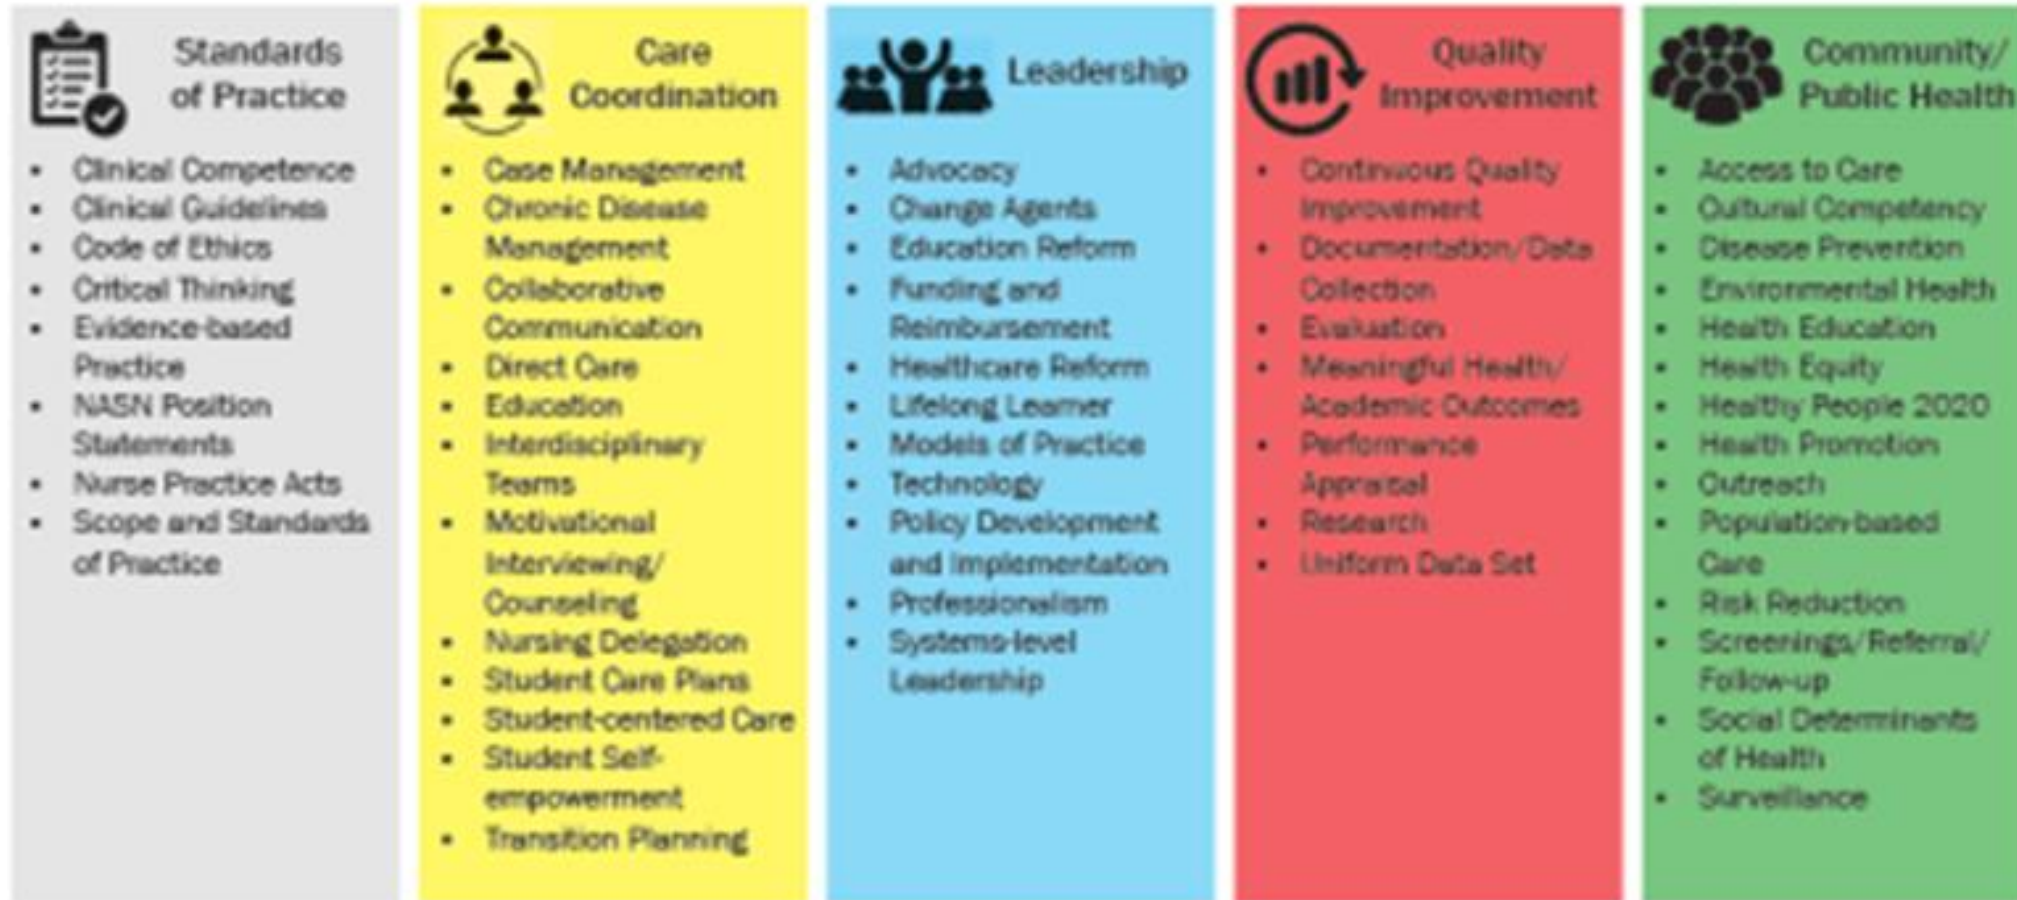 Standards
of Practice
• Clinical Competence
• Clinical Guidelines
• Code of Ethics
• Critical Thinking
• Evidence-based
Practice
• NASN Position
Statements
• Nurse Practice Acts
• Scope and Standards
of Practice
Care
Coordination
• Case Management
• Chronic Disease
Management
• Collaborative
Communication
• Direct Care
• Education
• Interdisciplinary
Teams
• Motivational
Interviewing/
Counseling
• Nursing Delegation
• Student Care Plans
• Student-centered Care
• Student Self-
empowerment
• Transition Planning
Leadership
• Advocacy
• Change Agents
• Education Reform
• Funding and
Reimbursement
• Healthcare Reform
• Lifelong Learner
• Models of Practice
• Technology
• Policy Development
and Implementation
• Professionalism
• Systems-level
Leadership
Quality
Improvement
• Continuous Quality
Improvement
• Documentation/Data
Collection
• Evaluation
• Meaningful Health/
Academic Outcomes
• Performance
Appraisal
• Research
• Uniform Data Set
Community/
Public Health
• Access to Care
• Cultural Competency
• Disease Prevention
• Environmental Health
• Health Education
• Health Equity
• Healthy People 2020
• Health Promotion
• Outreach
• Population-based
Care
• Risk Reduction
• Screenings/Referral/
Follow-up
• Social Determinants
of Health
• Surveillance